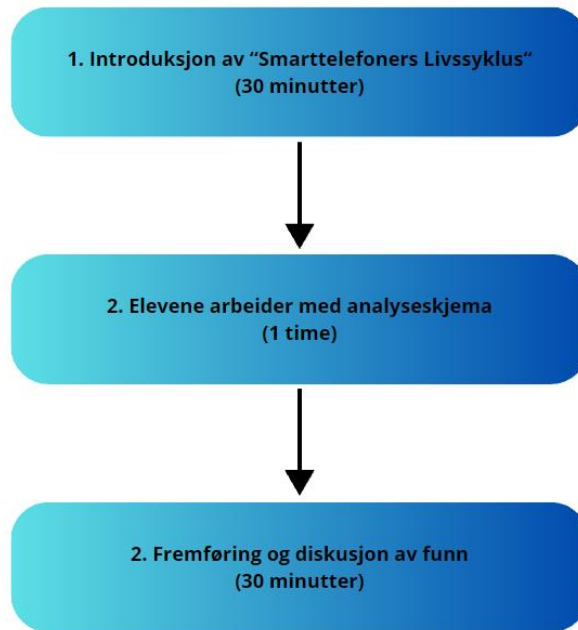 1. Introduksjon av “Smarttelefoners Livssyklus“
(30 minutter)
2. Elevene arbeider med analyseskjema
(1 time)
2. Fremføring og diskusjon av funn
(30 minutter)